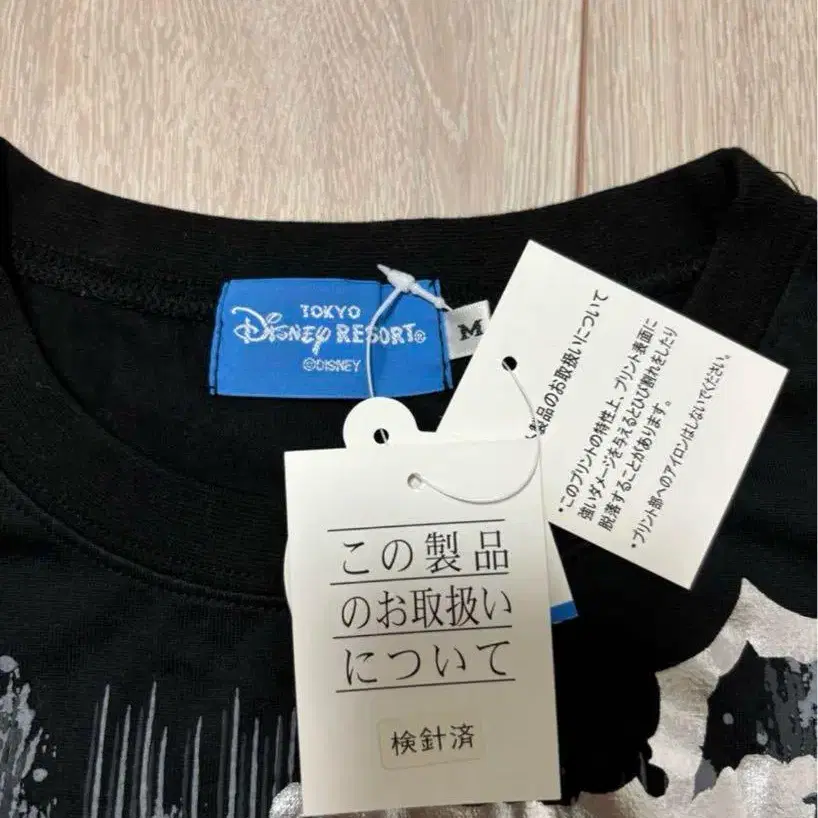 TOKYO
Disney RESORT®
©DISNEY
M
製品のお取扱いについて
・このプリントの特性上、プリント表面に
強いダメージを与えるとひび割れをしたり
脱落することがあります。
・プリント部へのアイロンはしないでください。
この製品
のお取扱い
について
検針済